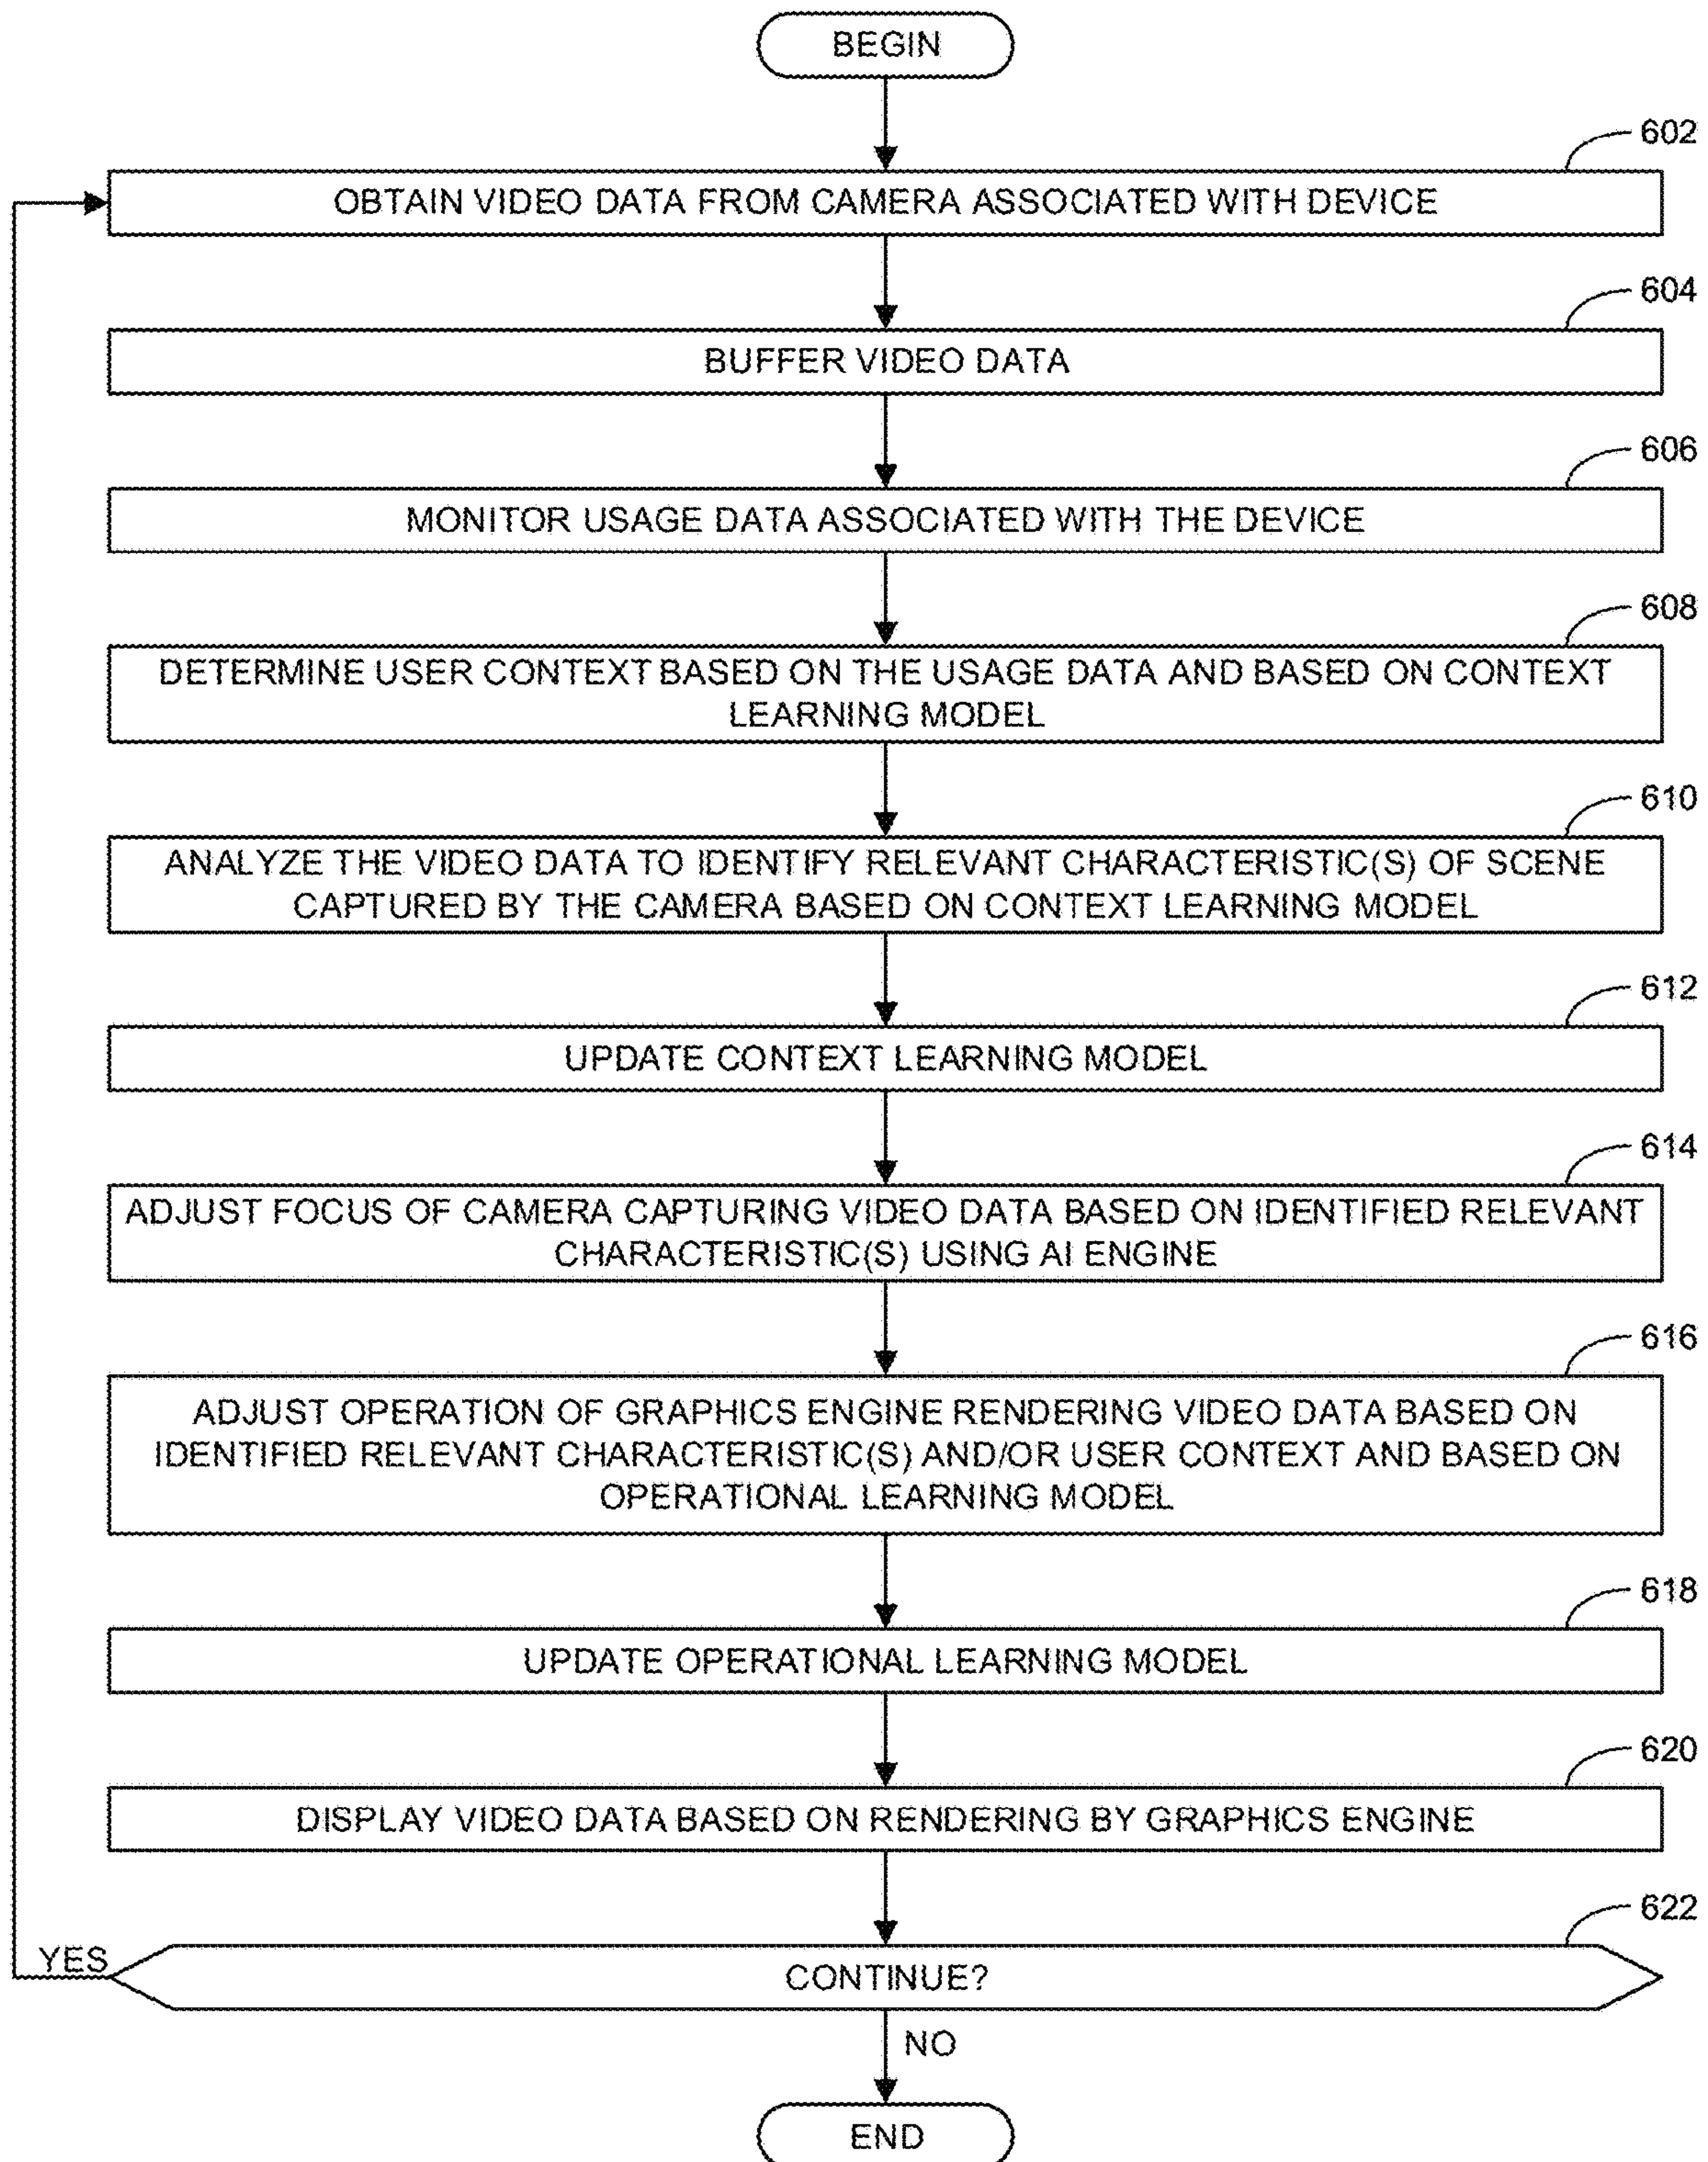 BEGIN
602
OBTAIN VIDEO DATA FROM CAMERA ASSOCIATED WITH DEVICE
604
BUFFER VIDEO DATA
606
MONITOR USAGE DATA ASSOCIATED WITH THE DEVICE
608
DETERMINE USER CONTEXT BASED ON THE USAGE DATA AND BASED ON CONTEXT
LEARNING MODEL
610
ANALYZE THE VIDEO DATA TO IDENTIFY RELEVANT CHARACTERISTIC(S) OF SCENE
CAPTURED BY THE CAMERA BASED ON CONTEXT LEARNING MODEL
612
UPDATE CONTEXT LEARNING MODEL
614
ADJUST FOCUS OF CAMERA CAPTURING VIDEO DATA BASED ON IDENTIFIED RELEVANT
CHARACTERISTIC(S) USING AI ENGINE
616
ADJUST OPERATION OF GRAPHICS ENGINE RENDERING VIDEO DATA BASED ON
IDENTIFIED RELEVANT CHARACTERISTIC(S) AND/OR USER CONTEXT AND BASED ON
OPERATIONAL LEARNING MODEL
618
UPDATE OPERATIONAL LEARNING MODEL
620
DISPLAY VIDEO DATA BASED ON RENDERING BY GRAPHICS ENGINE
622
YES
CONTINUE?
NO
END